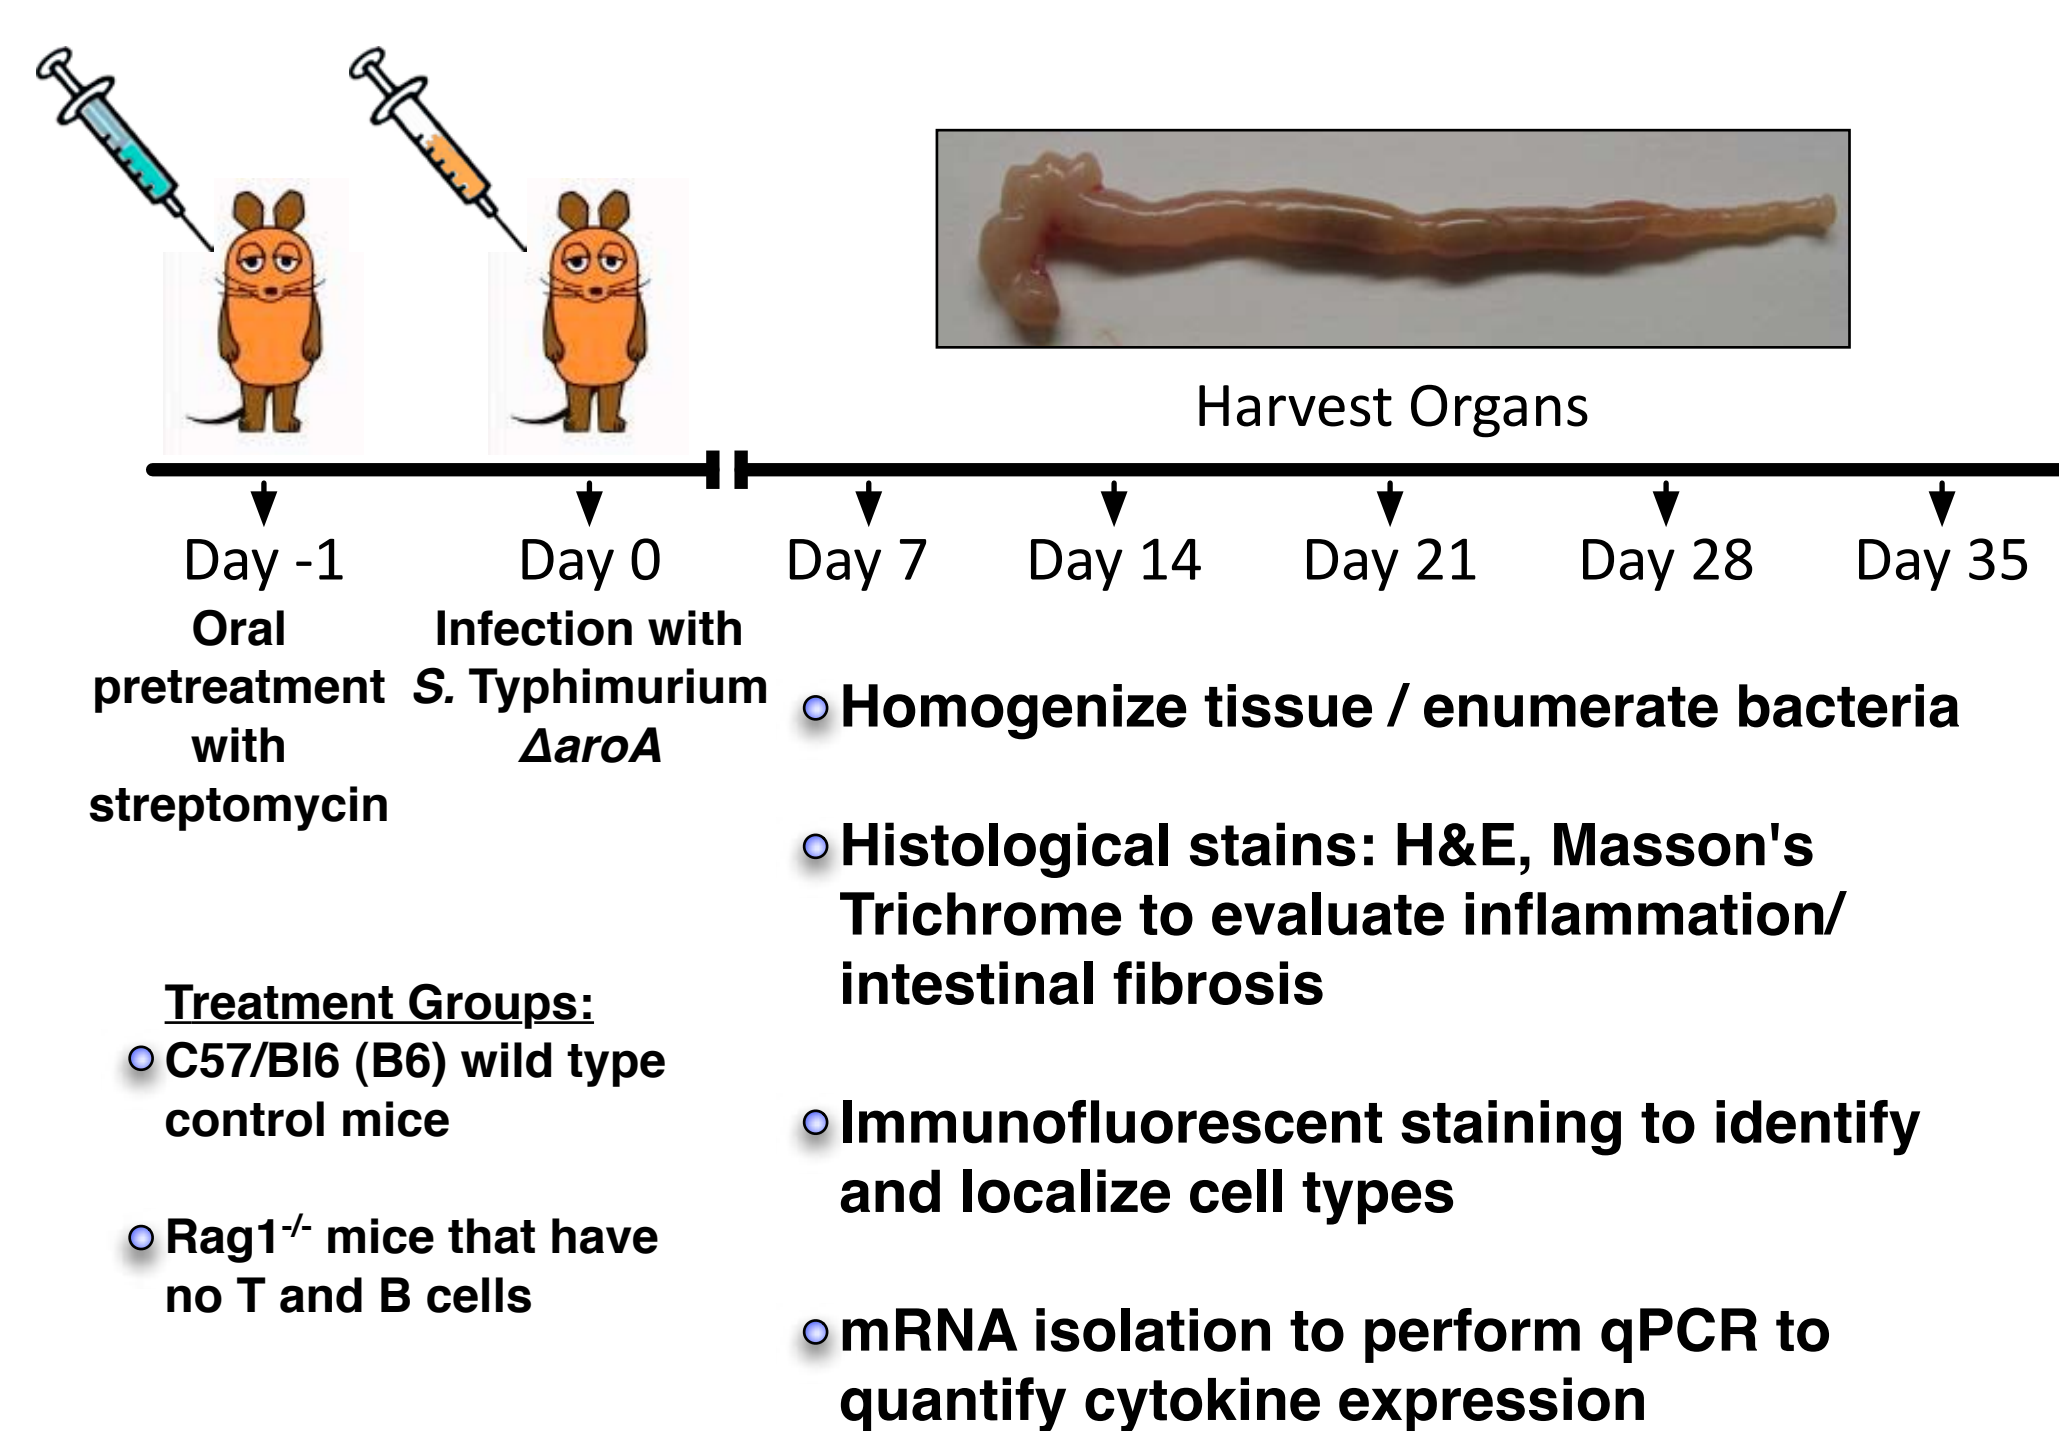 Harvest Organs
Day -1
Day 0
Day 7
Day 14
Day 21
Day 28
Day 35
Oral
pretreatment
with
streptomycin
Infection with
S. Typhimurium
ΔaroA
Treatment Groups:
C57/Bl6 (B6) wild type
control mice
Rag1-/- mice that have
no T and B cells
Homogenize tissue / enumerate bacteria
Histological stains: H&E, Masson's
Trichrome to evaluate inflammation/
intestinal fibrosis
Immunofluorescent staining to identify
and localize cell types
mRNA isolation to perform qPCR to
quantify cytokine expression